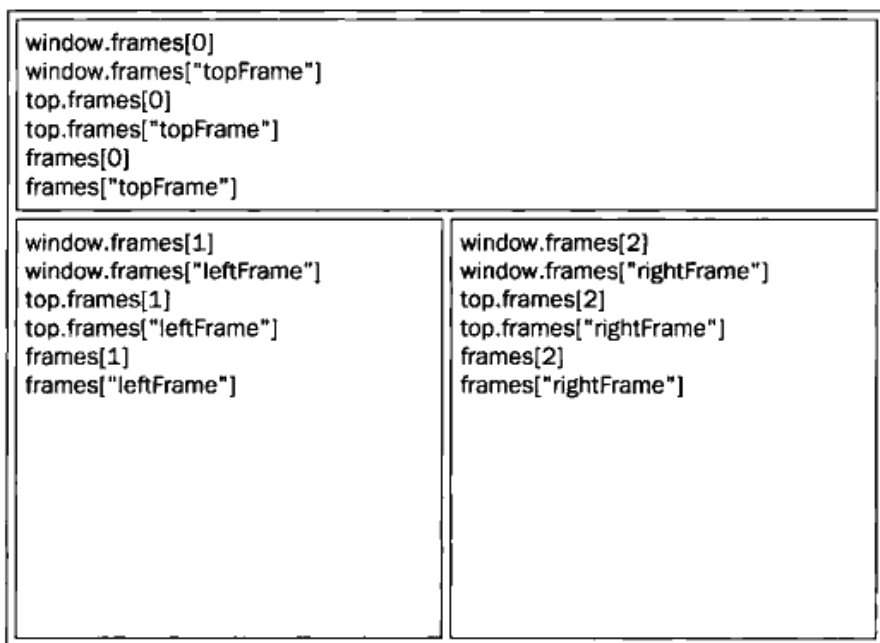 window.frames[0]
window.frames["topFrame"]
top.frames[0]
top.frames["topFrame"]
frames[0]
frames["topFrame"]
window.frames[1]
window.frames["leftFrame"]
top.frames[1]
top.frames["leftFrame"]
frames[1]
frames["leftFrame"]
window.frames[2]
window.frames["rightFrame"]
top.frames[2]
top.frames["rightFrame"]
frames[2]
frames["rightFrame"]